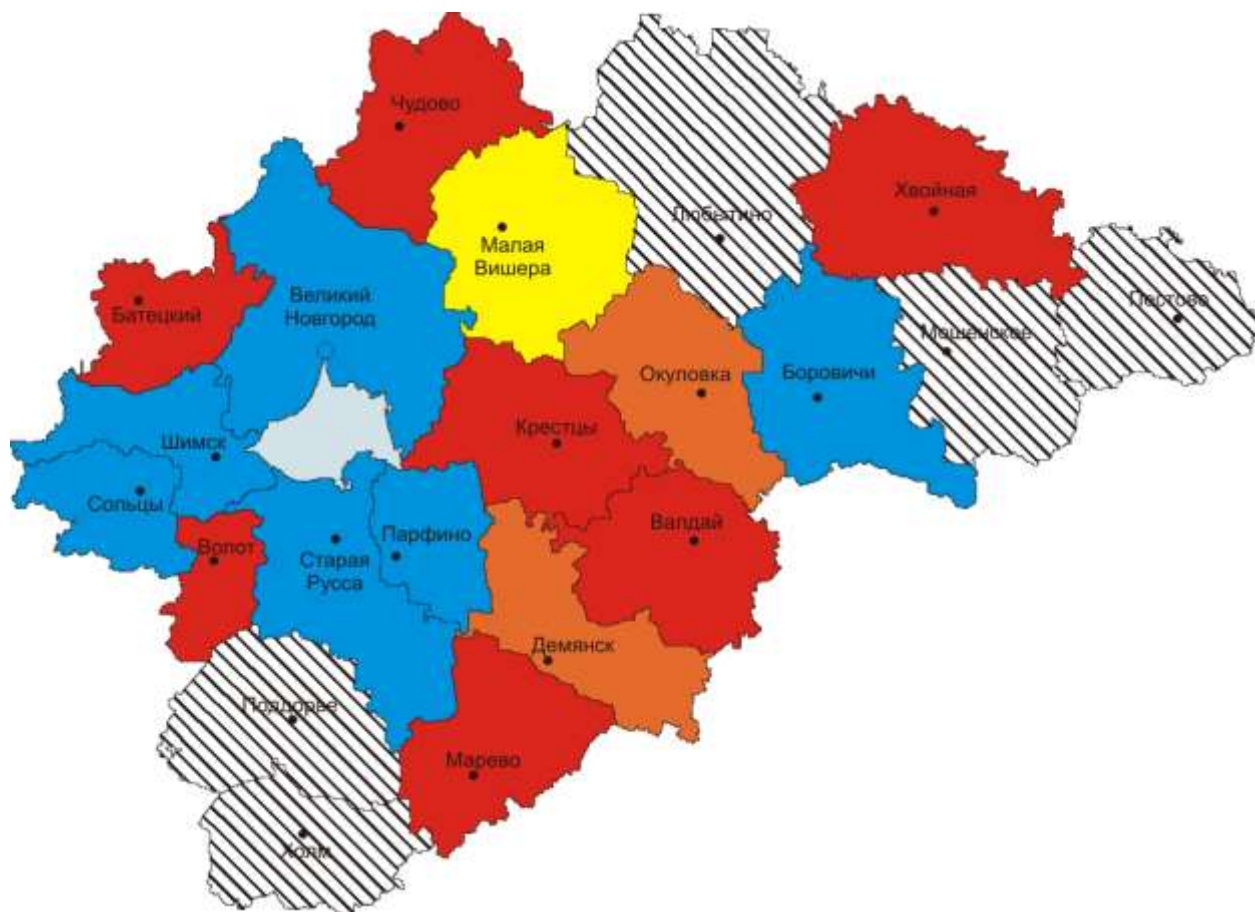 Чудово
Хвойная
Любытино
Малая
Вишера
Великий
Новгород
Батецкий
Пестово
Мошенское
Окуловка
Боровичи
Крестцы
Шимск
Сольцы
Валдай
Волот
Старая
Русса
Парфино
Демянск
Поддорье
Марево
Холм